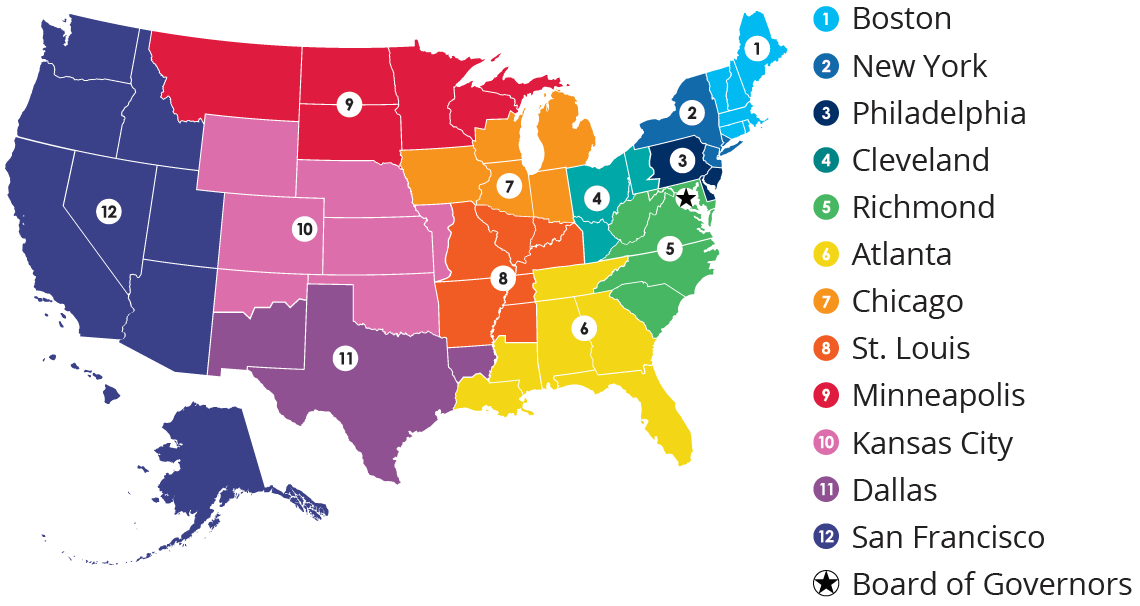 1
2
3
4
5
6
7
8
9
10
11
12
1 Boston
2 New York
3 Philadelphia
4 Cleveland
5 Richmond
6 Atlanta
7 Chicago
8 St. Louis
9 Minneapolis
10 Kansas City
11 Dallas
12 San Francisco
Board of Governors